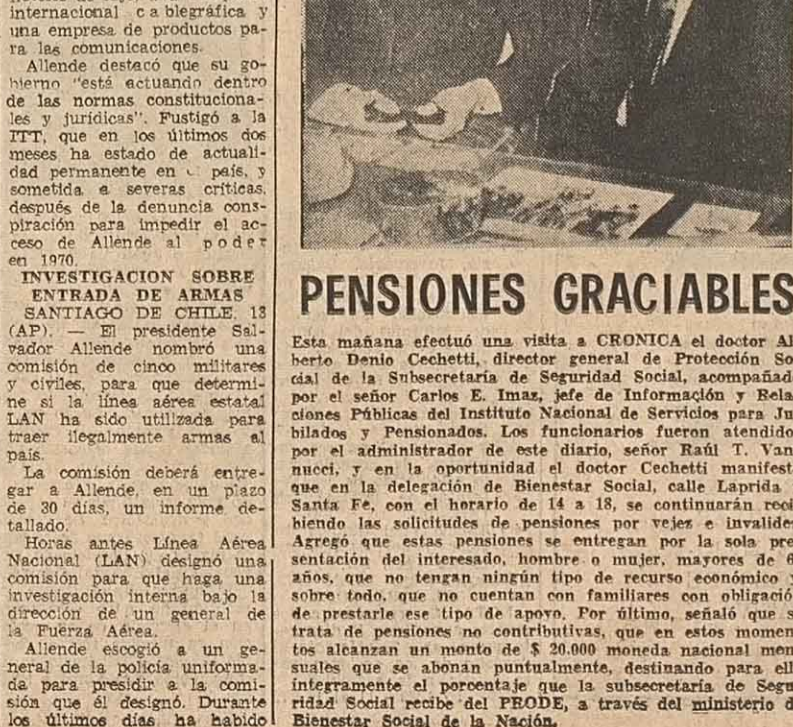 internacional cablegráfica y
una empresa de productos pa-
ra las comunicaciones.
Allende destacó que su go-
bierno "está actuando dentro
de las normas constituciona-
les y jurídicas". Fustigó a la
ITT, que en los últimos dos
meses ha estado de actuali-
dad permanente en país, y
sometida a severas críticas,
después de la denuncia cons-
piración para impedir el ac-
ceso de Allende al poder
en 1970.
INVESTIGACION SOBRE
ENTRADA DE ARMAS
SANTIAGO DE CHILE, 13
(AP). — El presidente Sal-
vador Allende nombró una
comisión de cinco militares
y civiles, para que determi-
ne si la línea aérea estatal
LAN ha sido utilizada para
traer ilegalmente armas al
país.
La comisión deberá entre-
gar a Allende, en un plazo
de 30 días, un informe de-
tallado.
Horas antes Línea Aérea
Nacional (LAN) designó una
comisión para que haga una
investigación interna bajo la
dirección de un general de
la Fuerza Aérea.
Allende escogió a un ge-
neral de la policía uniforma-
da para presidir a la comi-
sión que él designó. Durante
los últimos días ha habido
PENSIONES GRACIABLES
Esta mañana efectuó una visita a CRONICA el doctor Al
berto Denio Cechetti, director general de Protección So
cial de la Subsecretaría de Seguridad Social, acompañad
por el señor Carlos E. Imaz, jefe de Información y Rela
ciones Públicas del Instituto Nacional de Servicios para Ju
bilados y Pensionados. Los funcionarios fueron atendido
por el administrador de este diario, señor Raúl T. Van
nucci, y en la oportunidad el doctor Cechetti manifest
que en la delegación de Bienestar Social, calle Laprida
Santa Fe, con el horario de 14 a 18, se continuarán reci
biendo las solicitudes de pensiones por vejez e invalide
Agregó que estas pensiones se entregan por la sola pre
sentación del interesado, hombre o mujer, mayores de 6
años, que no tengan ningún tipo de recurso económico y
sobre todo, que no cuentan con familiares con obligació
de prestarle ese tipo de apoyo. Por último, señaló que s
trata de pensiones no contributivas, que en estos momen
tos alcanzan un monto de $ 20.000 moneda nacional men
suales que se abonan puntualmente, destinando para ell
íntegramente el porcentaje que la subsecretaría de Segu
ridad Social recibe del PRODE, a través del ministerio d
Bienestar Social de la Nación.